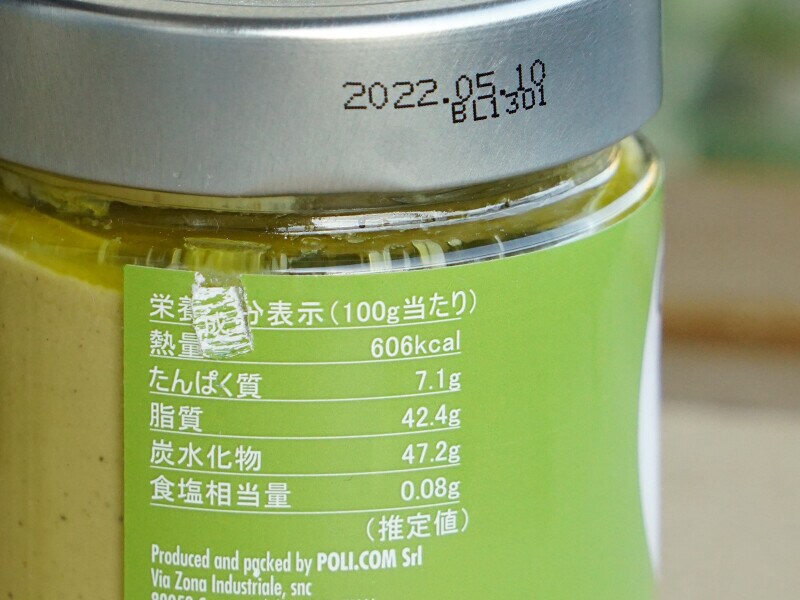 2022.05.10
BL1301
栄養成分表示(100g当たり)
熱量 606kcal
たんぱく質 7.1g
脂質 42.4g
炭水化物 47.2g
食塩相当量 0.08g
(推定値)
Produced and packed by POLI.COM Srl
Via Zona Industriale, snc